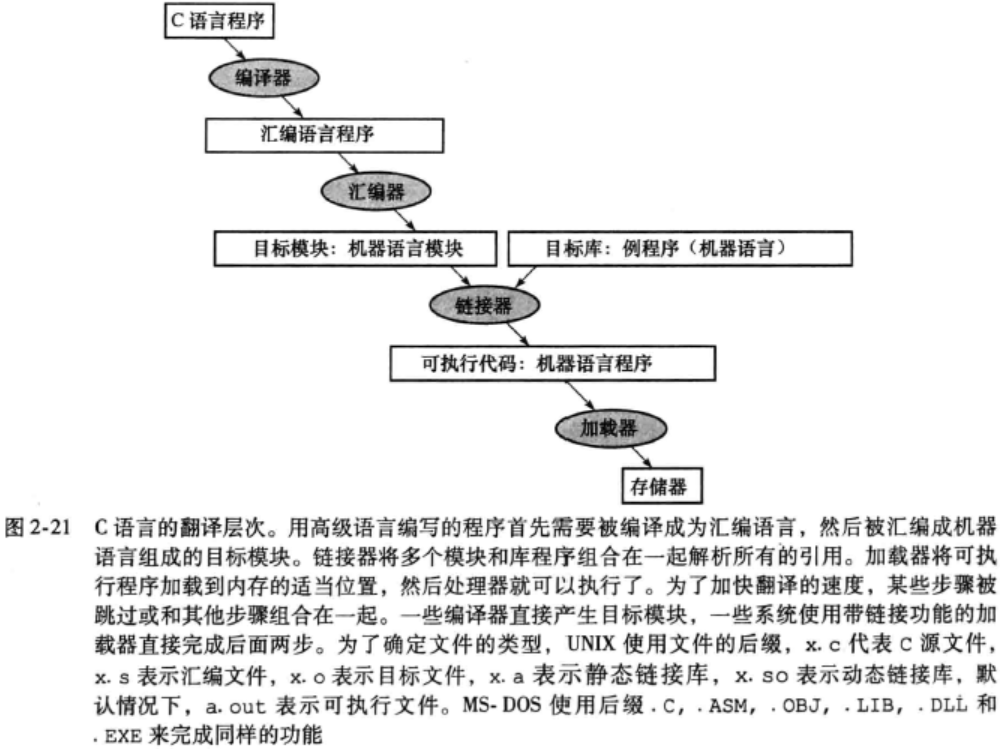 C 语言程序
编译器
汇编语言程序
汇编器
目标模块：机器语言模块
目标库：例程序（机器语言）
链接器
可执行代码：机器语言程序
加载器
存储器
图 2-21 C 语言的翻译层次。用高级语言编写的程序首先需要被编译成为汇编语言，然后被汇编成机器
语言组成的目标模块。链接器将多个模块和库程序组合在一起解析所有的引用。加载器将可执
行程序加载到内存的适当位置，然后处理器就可以执行了。为了加快翻译的速度，某些步骤被
跳过或和其他步骤组合在一起。一些编译器直接产生目标模块，一些系统使用带链接功能的加
载器直接完成后面两步。为了确定文件的类型，UNIX 使用文件的后缀，x.c 代表 C 源文件，
x.s 表示汇编文件，x.o 表示目标文件，x.a 表示静态链接库，x.so 表示动态链接库，默
认情况下，a.out 表示可执行文件。MS-DOS 使用后缀 .C, .ASM, .OBJ, .LIB, .DLL 和
.EXE 来完成同样的功能